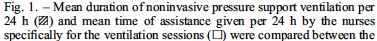 Fig. 1. – Mean duration of noninvasive pressure support ventilation per
24 h (▨) and mean time of assistance given per 24 h by the nurses
specifically for the ventilation sessions (□) were compared between the